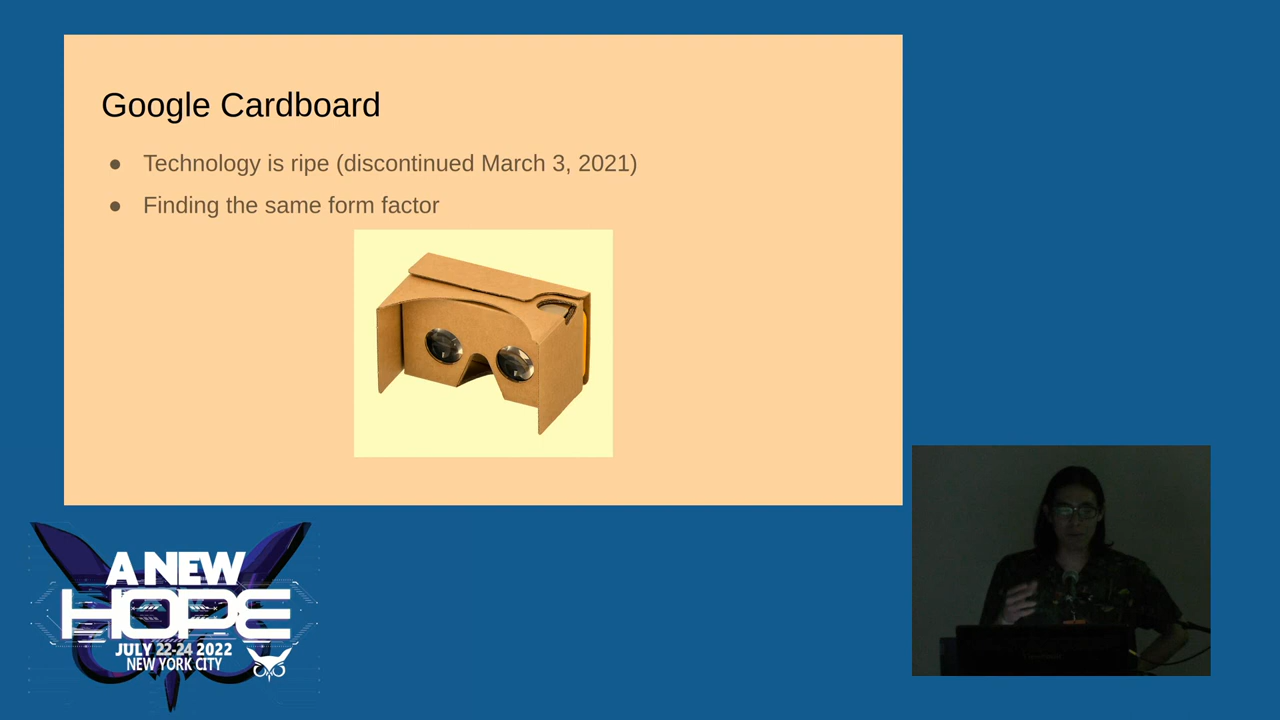 Google Cardboard
● Technology is ripe (discontinued March 3, 2021)
● Finding the same form factor
A NEW
HOPE
JULY 22-24 2022
NEW YORK CITY